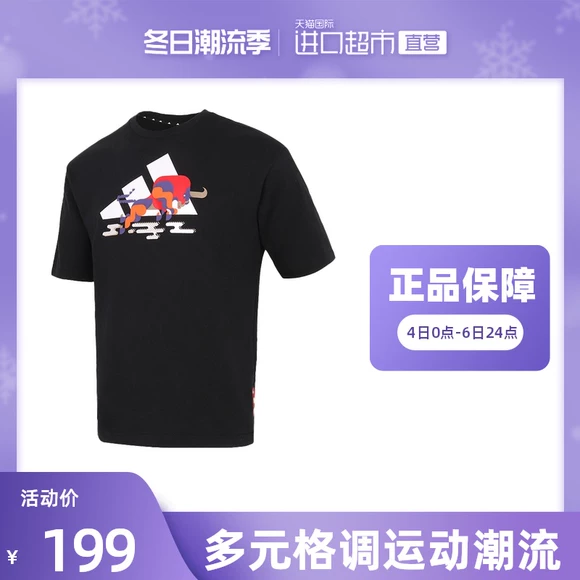 冬日潮流季
天猫国际
进口超市 直营
正品保障
4日0点-6日24点
活动价
¥ 199
多元格调运动潮流